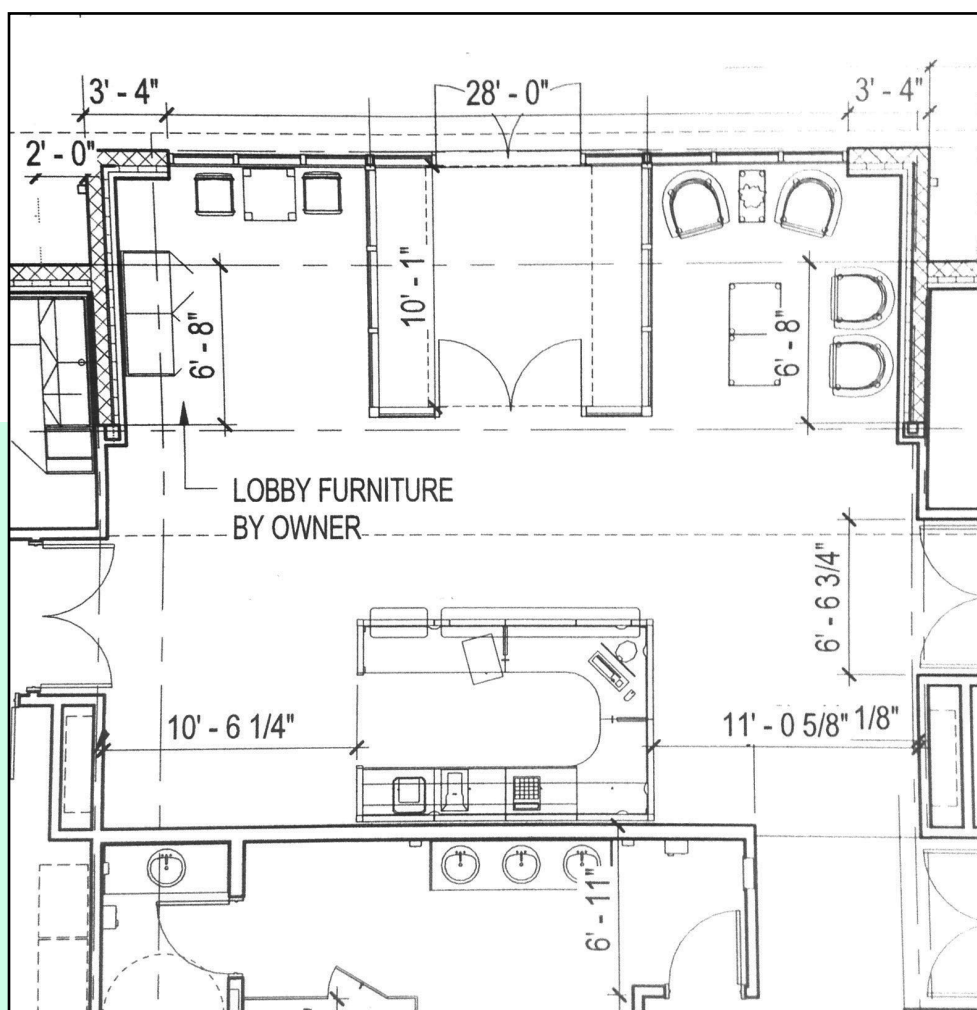 3' - 4"
28' - 0"
3' - 4"
2' - 0"
10' - 1"
6' - 8"
6' - 8"
LOBBY FURNITURE
BY OWNER
6' - 6 3/4"
10' - 6 1/4"
11' - 0 5/8"
1/8"
6' - 11"